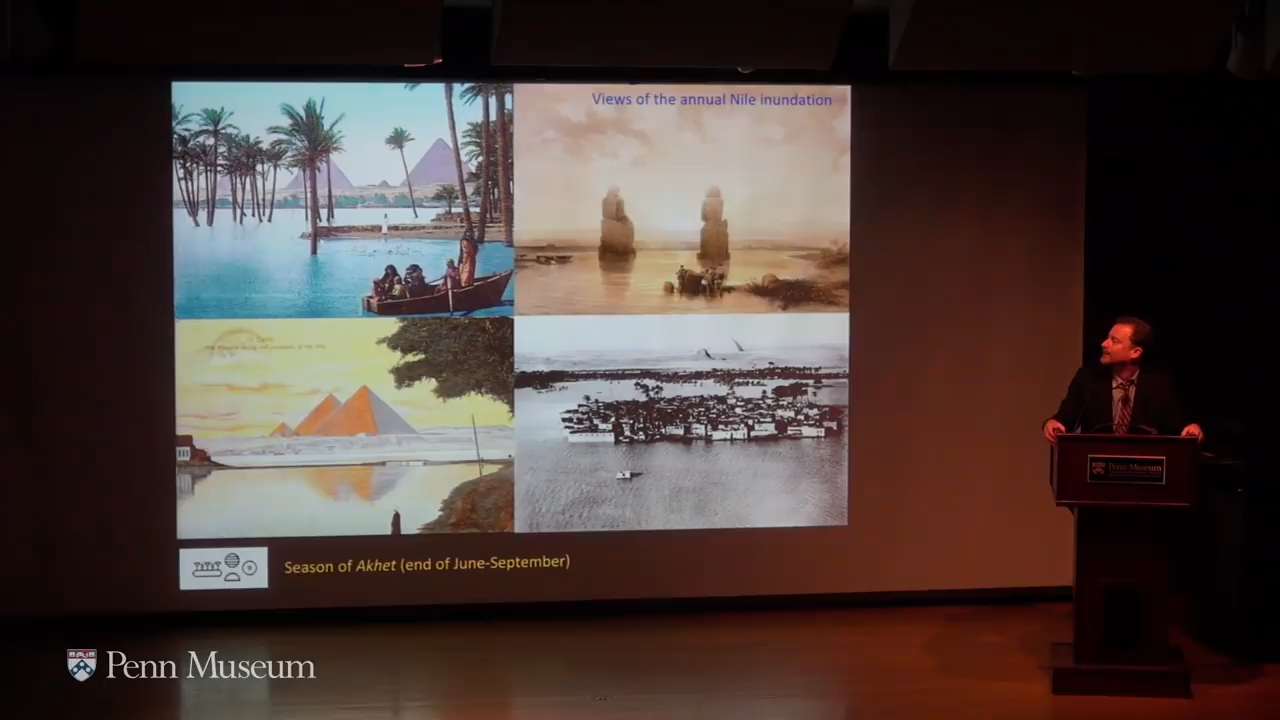 Views of the annual Nile inundation
Season of Akhet (end of June-September)
Penn Museum
Penn Museum